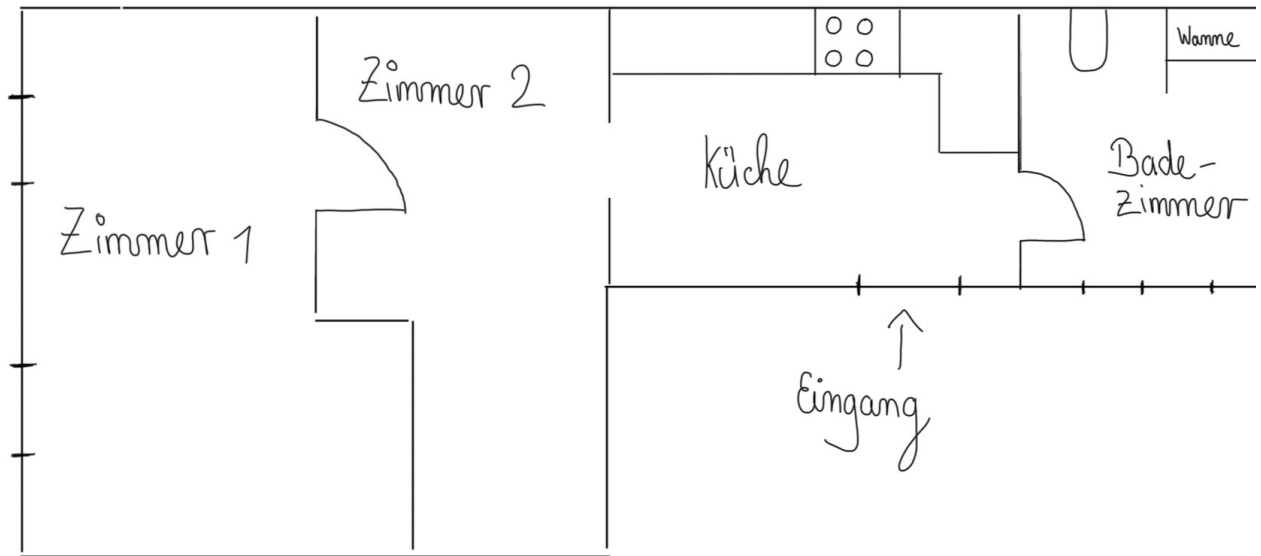 Zimmer 1
Zimmer 2
Küche
Wanne
Bade-
zimmer
Eingang